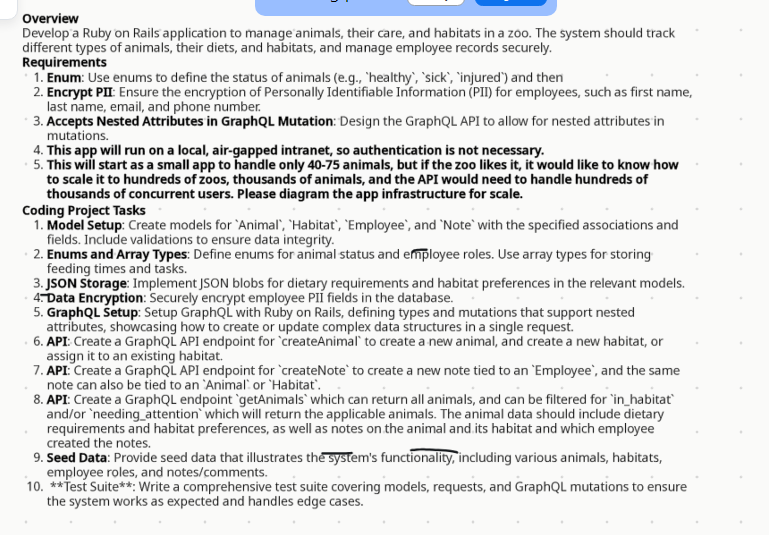 Overview
Develop a Ruby on Rails application to manage animals, their care, and habitats in a zoo. The system should track
different types of animals, their diets, and habitats, and manage employee records securely.
Requirements
1. Enum: Use enums to define the status of animals (e.g., `healthy`, `sick`, `injured`) and then
2. Encrypt PII: Ensure the encryption of Personally Identifiable Information (PII) for employees, such as first name,
last name, email, and phone number.
3. Accepts Nested Attributes in GraphQL Mutation: Design the GraphQL API to allow for nested attributes in
mutations.
4. This app will run on a local, air-gapped intranet, so authentication is not necessary.
5. This will start as a small app to handle only 40-75 animals, but if the zoo likes it, it would like to know how
to scale it to hundreds of zoos, thousands of animals, and the API would need to handle hundreds of
thousands of concurrent users. Please diagram the app infrastructure for scale.
Coding Project Tasks
1. Model Setup: Create models for `Animal`, `Habitat`, `Employee`, and `Note` with the specified associations and
fields. Include validations to ensure data integrity.
2. Enums and Array Types: Define enums for animal status and employee roles. Use array types for storing
feeding times and tasks.
3. JSON Storage: Implement JSON blobs for dietary requirements and habitat preferences in the relevant models.
4. Data Encryption: Securely encrypt employee PII fields in the database.
5. GraphQL Setup: Setup GraphQL with Ruby on Rails, defining types and mutations that support nested
attributes, showcasing how to create or update complex data structures in a single request.
6. API: Create a GraphQL API endpoint for `createAnimal` to create a new animal, and create a new habitat, or
assign it to an existing habitat.
7. API: Create a GraphQL API endpoint for `createNote` to create a new note tied to an `Employee`, and the same
note can also be tied to an `Animal` or `Habitat`.
8. API: Create a GraphQL endpoint `getAnimals` which can return all animals, and can be filtered for `in_habitat`
and/or `needing_attention` which will return the applicable animals. The animal data should include dietary
requirements and habitat preferences, as well as notes on the animal and its habitat and which employee
created the notes.
9. Seed Data: Provide seed data that illustrates the system's functionality, including various animals, habitats,
employee roles, and notes/comments.
10. **Test Suite**: Write a comprehensive test suite covering models, requests, and GraphQL mutations to ensure
the system works as expected and handles edge cases.